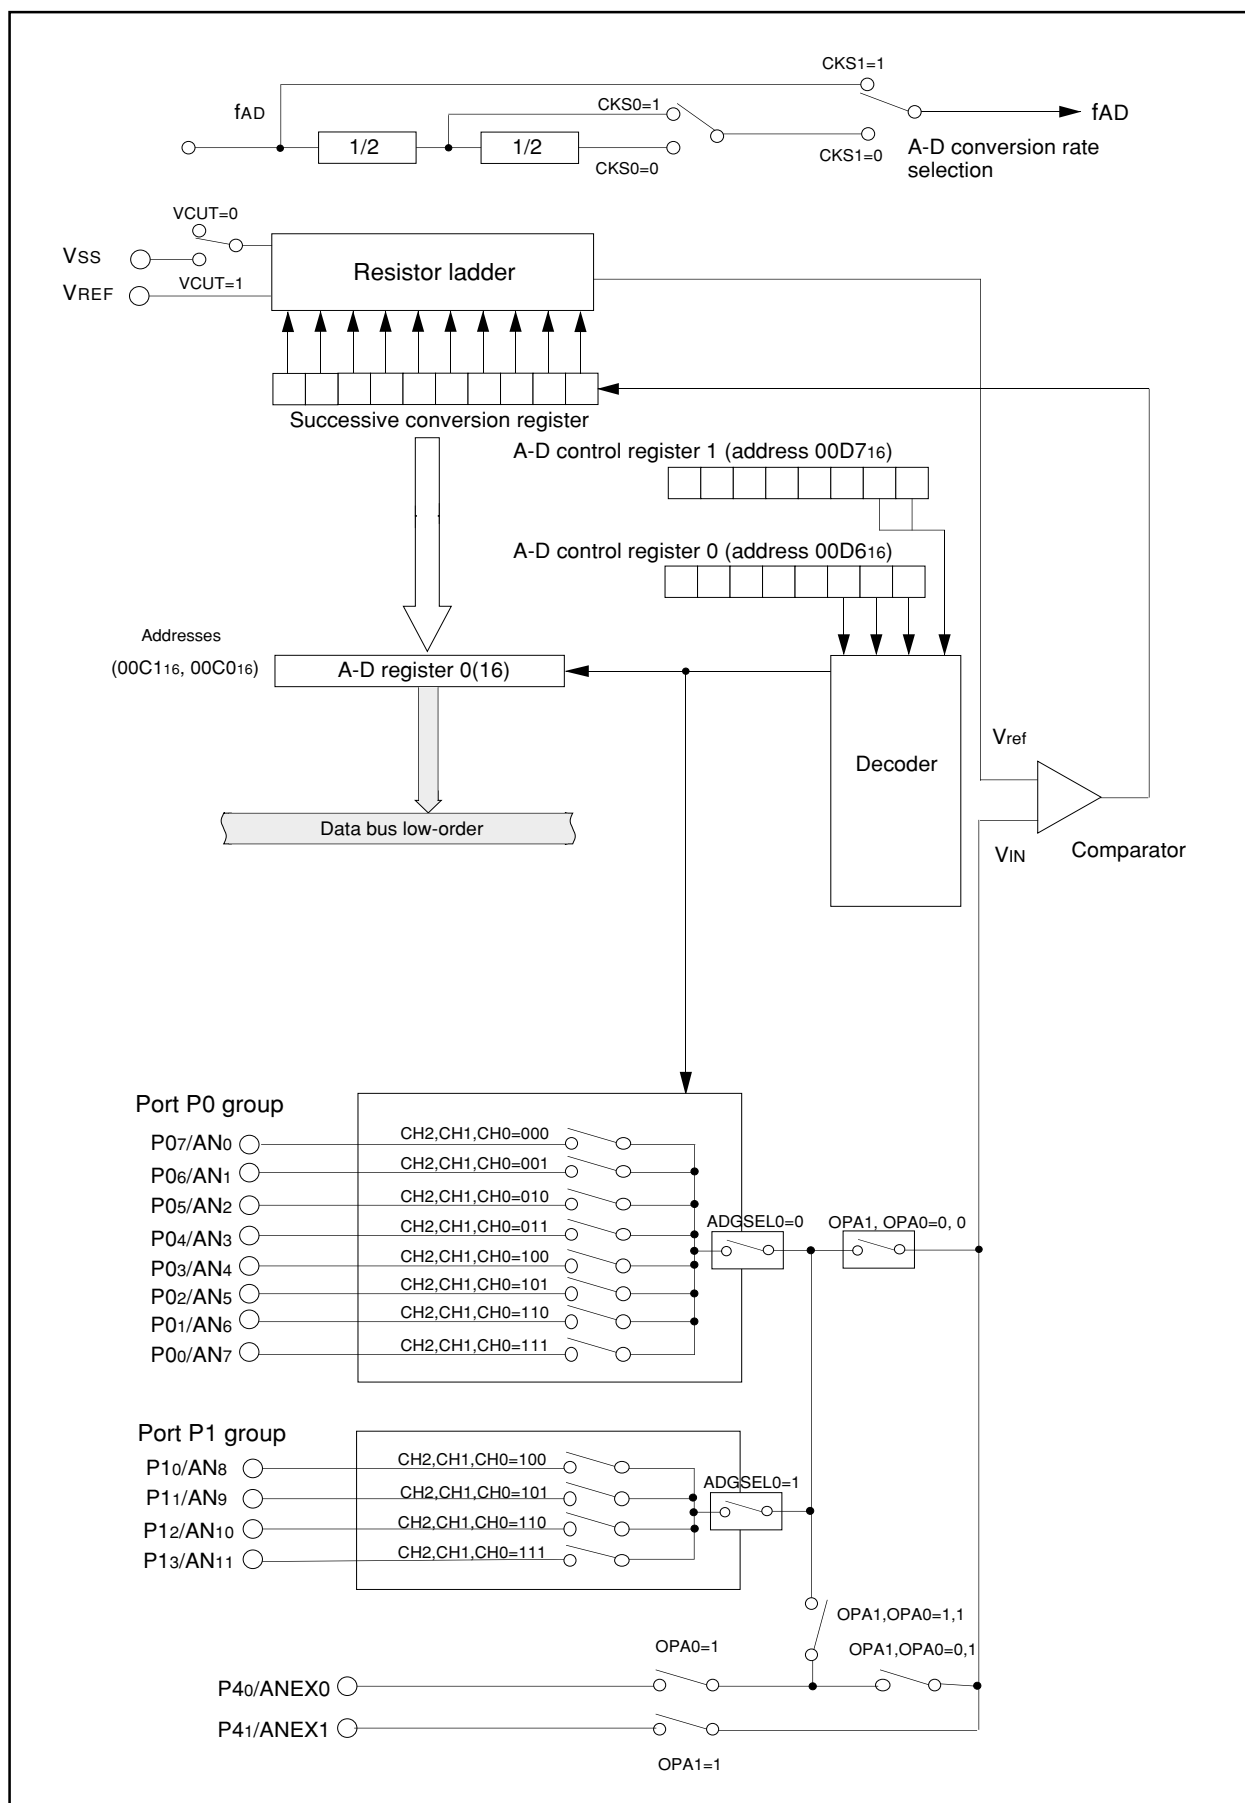 CKS1=1
fAD
CKS0=1
fAD
1/2
1/2
CKS0=0
CKS1=0
A-D conversion rate
selection
VCUT=0
VSS
Resistor ladder
VCUT=1
VREF
Successive conversion register
A-D control register 1 (address 00D716)
A-D control register 0 (address 00D616)
Addresses
(00C116, 00C016)
A-D register 0(16)
Decoder
Vref
VIN
Comparator
Data bus low-order
Port P0 group
P07/AN0
CH2,CH1,CH0=000
P06/AN1
CH2,CH1,CH0=001
P05/AN2
CH2,CH1,CH0=010
P04/AN3
CH2,CH1,CH0=011
P03/AN4
CH2,CH1,CH0=100
P02/AN5
CH2,CH1,CH0=101
P01/AN6
CH2,CH1,CH0=110
P00/AN7
CH2,CH1,CH0=111
ADGSEL0=0
OPA1, OPA0=0, 0
Port P1 group
P10/AN8
CH2,CH1,CH0=100
P11/AN9
CH2,CH1,CH0=101
P12/AN10
CH2,CH1,CH0=110
P13/AN11
CH2,CH1,CH0=111
ADGSEL0=1
OPA1,OPA0=1,1
OPA0=1
OPA1,OPA0=0,1
P40/ANEX0
P41/ANEX1
OPA1=1